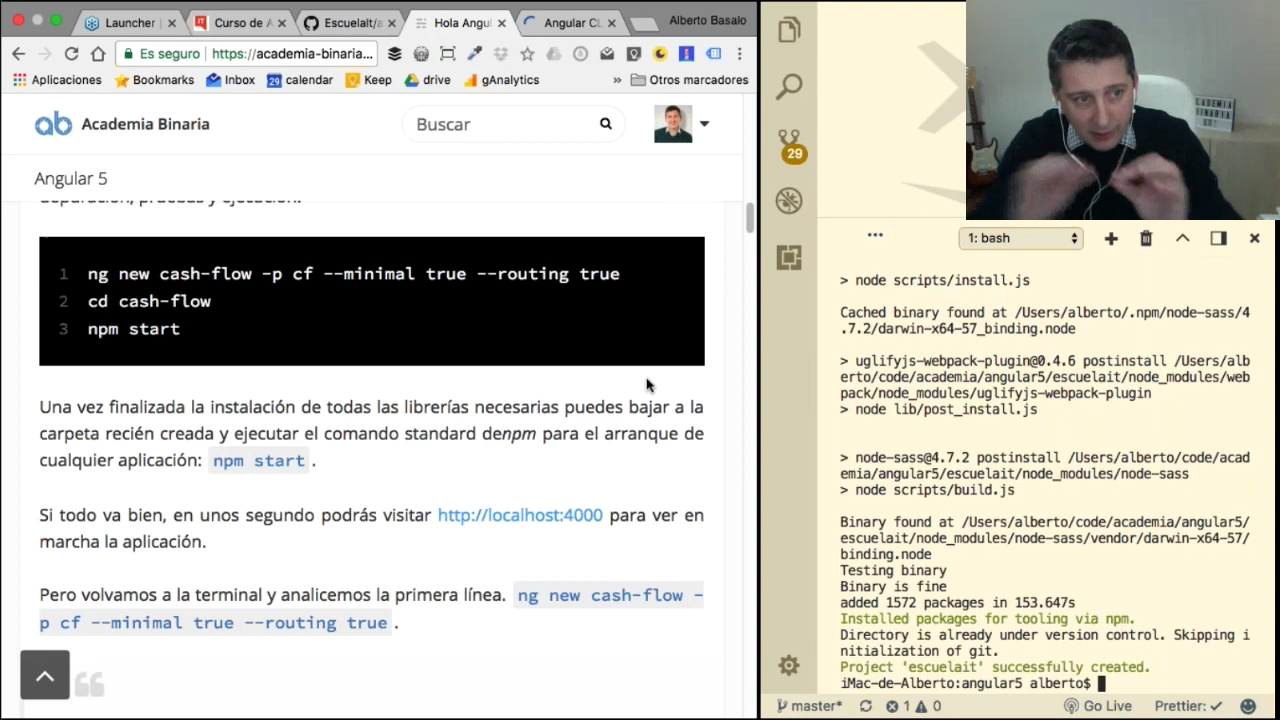 Launcher
Curso de A
Escuelait/a
Hola Angul
Angular CL
Alberto Basalo
Es seguro
https://academia-binaria...
Aplicaciones
Bookmarks
Inbox
29
calendar
Keep
drive
gAnalytics
»
Otros marcadores
ab
Academia Binaria
Buscar
Angular 5
depuración, pruebas y ejecución.
1 ng new cash-flow -p cf --minimal true --routing true
2 cd cash-flow
3 npm start
Una vez finalizada la instalación de todas las librerías necesarias puedes bajar a la
carpeta recién creada y ejecutar el comando standard denpm para el arranque de
cualquier aplicación: npm start .
Si todo va bien, en unos segundo podrás visitar http://localhost:4000 para ver en
marcha la aplicación.
Pero volvamos a la terminal y analicemos la primera línea. ng new cash-flow -
p cf --minimal true --routing true .
29
ACADEMIA
BINARIA
1: bash
> node scripts/install.js
Cached binary found at /Users/alberto/.npm/node-sass/4
.7.2/darwin-x64-57_binding.node
> uglifyjs-webpack-plugin@0.4.6 postinstall /Users/alb
erto/code/academia/angular5/escuelait/node_modules/web
pack/node_modules/uglifyjs-webpack-plugin
> node lib/post_install.js
> node-sass@4.7.2 postinstall /Users/alberto/code/acad
emia/angular5/escuelait/node_modules/node-sass
> node scripts/build.js
Binary found at /Users/alberto/code/academia/angular5/
escuelait/node_modules/node-sass/vendor/darwin-x64-57/
binding.node
Testing binary
Binary is fine
added 1572 packages in 153.647s
Installed packages for tooling via npm.
Directory is already under version control. Skipping i
nitialization of git.
Project 'escuelait' successfully created.
iMac-de-Alberto:angular5 alberto$
master*
1
0
Go Live
Prettier: ✓